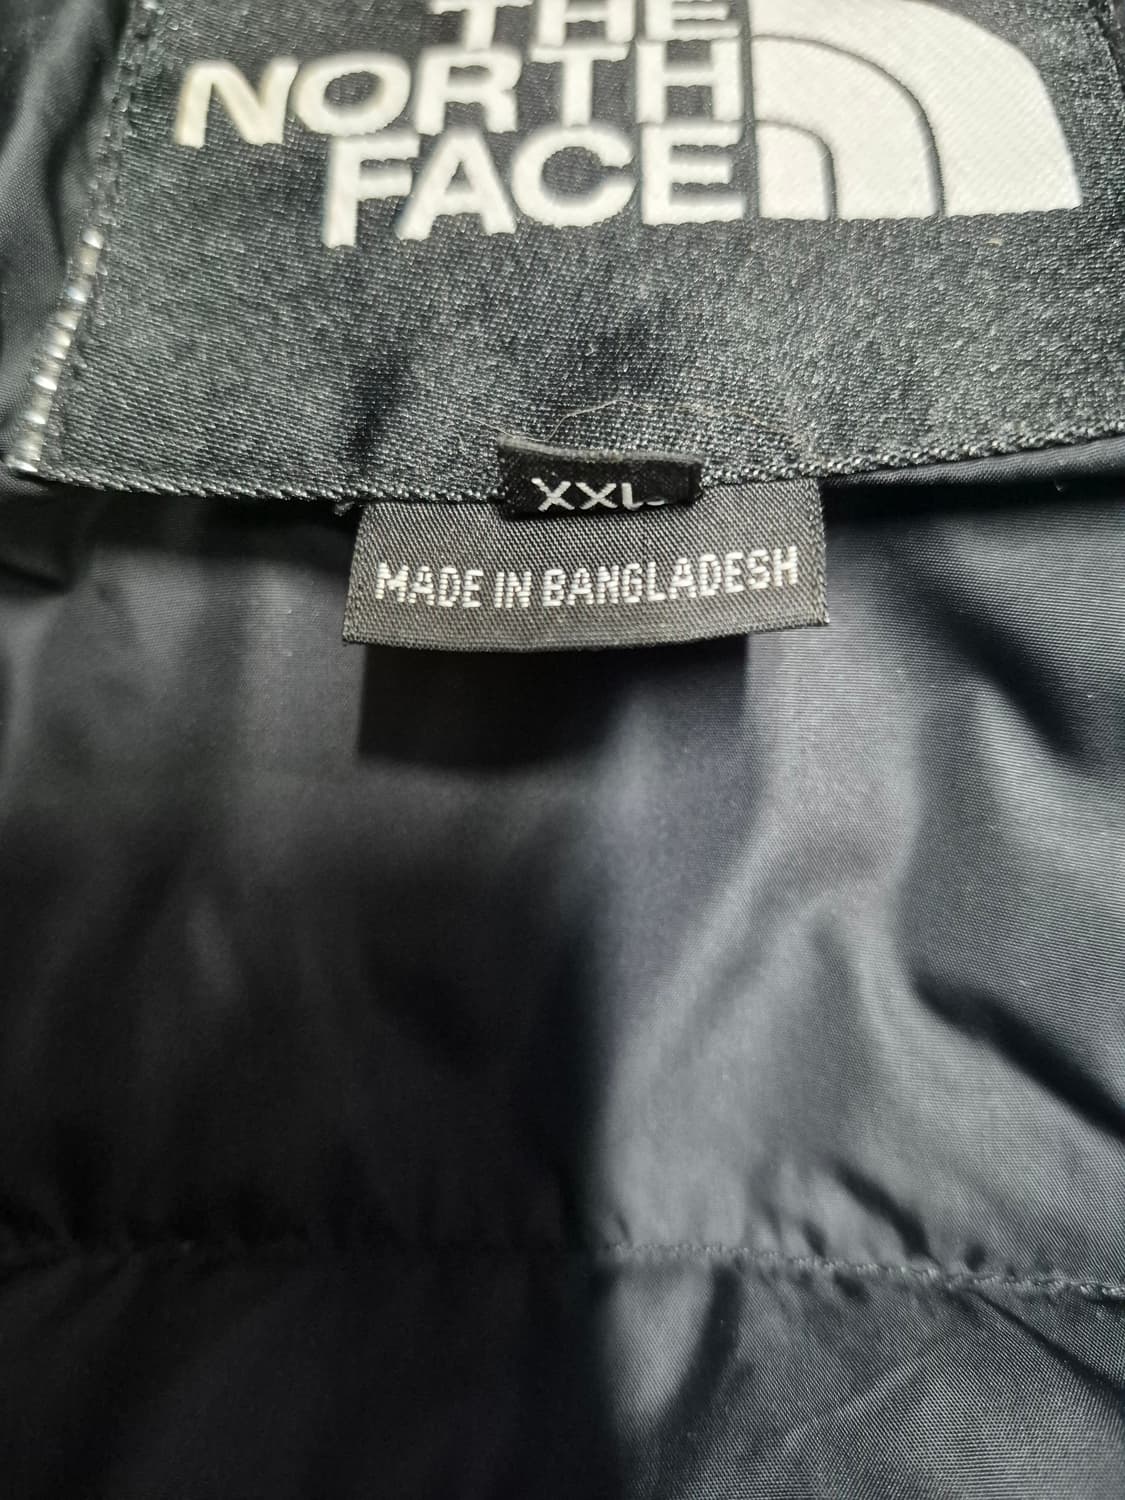 THE
NORTH
FACE
XXL
MADE IN BANGLADESH